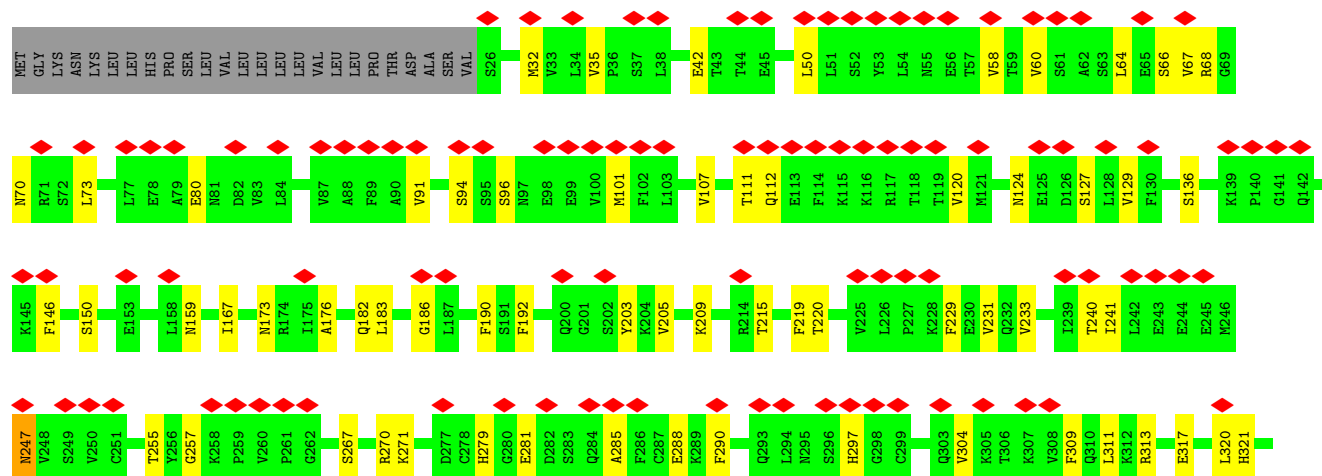 MET GLY LYS ASN LYS LEU LEU HIS PRO SER LEU VAL LEU LEU LEU LEU VAL LEU LEU PRO THR ASP ALA SER VAL S26 M32 V33 L34 V35 P36 S37 L38 E42 T43 T44 E45 L50 L51 S52 Y53 L54 N55 E56 T57 V58 T59 V60 S61 A62 S63 L64 E65 S66 V67 R68 G69
N70 R71 S72 L73 L77 E78 A79 E80 N81 D82 V83 L84 V87 A88 F89 A90 V91 S94 S95 S96 N97 E98 E99 V100 M101 F102 L103 V107 T111 Q112 E113 F114 K115 K116 R117 T118 T119 V120 M121 N124 E125 D126 S127 L128 V129 F130 S136 K139 P140 G141 Q142
K145 F146 S150 E153 L158 N159 I167 N173 R174 I175 A176 Q182 L183 G186 L187 F190 S191 F192 Q200 G201 S202 Y203 K204 V205 K209 R214 T215 F219 T220 V225 L226 P227 K228 F229 E230 V231 Q232 V233 I239 T240 I241 L242 E243 E244 E245 M246
N247 V248 S249 V250 C251 T255 Y256 G257 K258 P259 V260 P261 G262 S267 R270 K271 D277 C278 H279 G280 E281 D282 S283 Q284 A285 F286 C287 E288 K289 F290 Q293 L294 N295 S296 H297 G298 C299 Q303 V304 K305 T306 K307 V308 F309 Q310 L311 K312 R313 E317 L320 H321